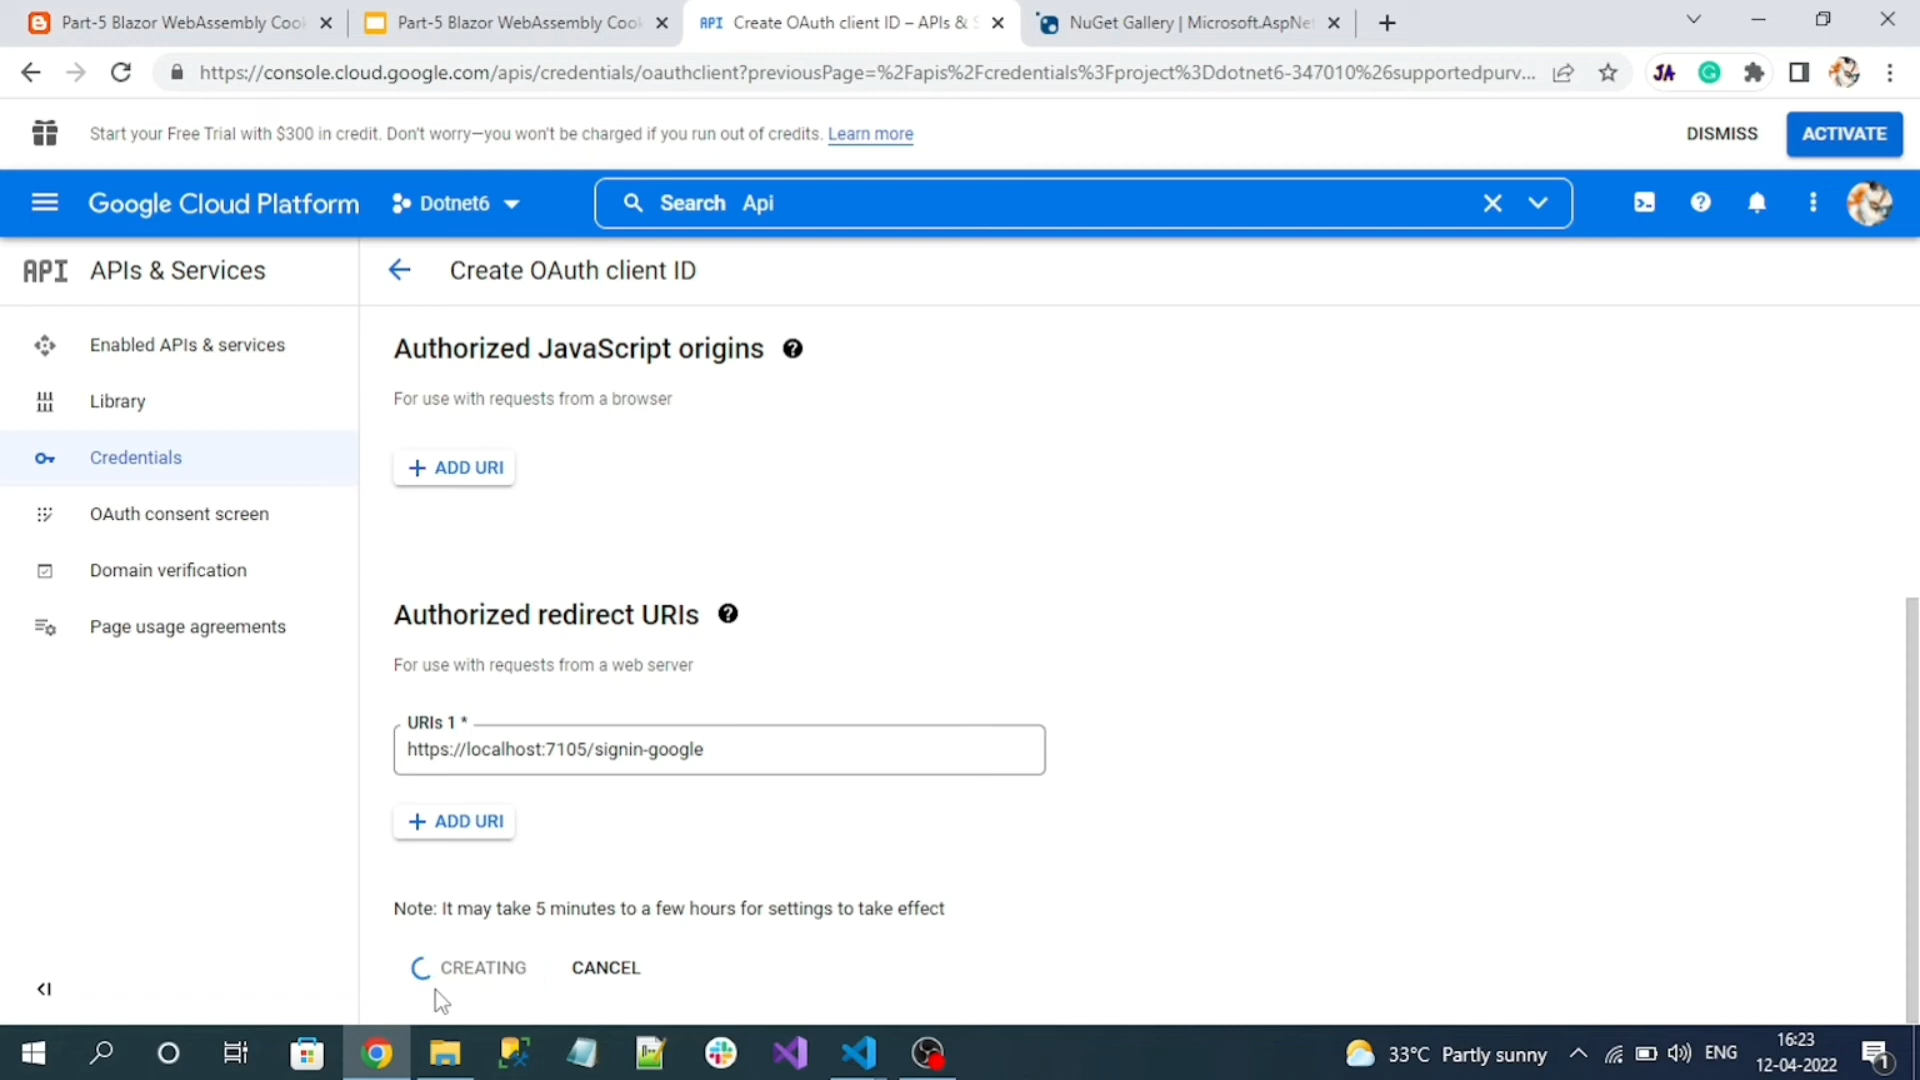 Part-5 Blazor WebAssembly Cook
Part-5 Blazor WebAssembly Cook
API Create OAuth client ID – APIs & S
NuGet Gallery | Microsoft.AspNet
https://console.cloud.google.com/apis/credentials/oauthclient?previousPage=%2Fapis%2Fcredentials%3Fproject%3Ddotnet6-347010%26supportedpurv...
JA
Start your Free Trial with $300 in credit. Don't worry—you won't be charged if you run out of credits. Learn more
DISMISS
ACTIVATE
Google Cloud Platform
Dotnet6
Search Api
API APIs & Services
Create OAuth client ID
Enabled APIs & services
Library
Credentials
OAuth consent screen
Domain verification
Page usage agreements
Authorized JavaScript origins
For use with requests from a browser
+ ADD URI
Authorized redirect URIs
For use with requests from a web server
URIs 1 *
https://localhost:7105/signin-google
+ ADD URI
Note: It may take 5 minutes to a few hours for settings to take effect
CREATING
CANCEL
33°C Partly sunny
ENG
16:23
12-04-2022
1